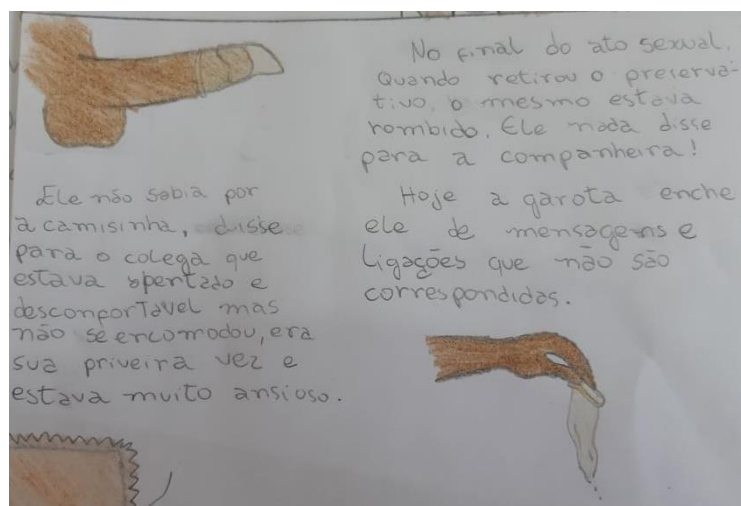 Ele não sabia por
a camisinha, disse
para o colega que
estava apertado e
desconfortavel mas
não se encomodou, era
sua priveira vez e
estava muito ansioso.
No final do ato sexual.
Quando retirou o preserva-
tivo, o mesmo estava
rombido. Ele nada disse
para a companheira!
Hoje a garota enche
ele de mensagens e
ligações que não são
correspondidas.